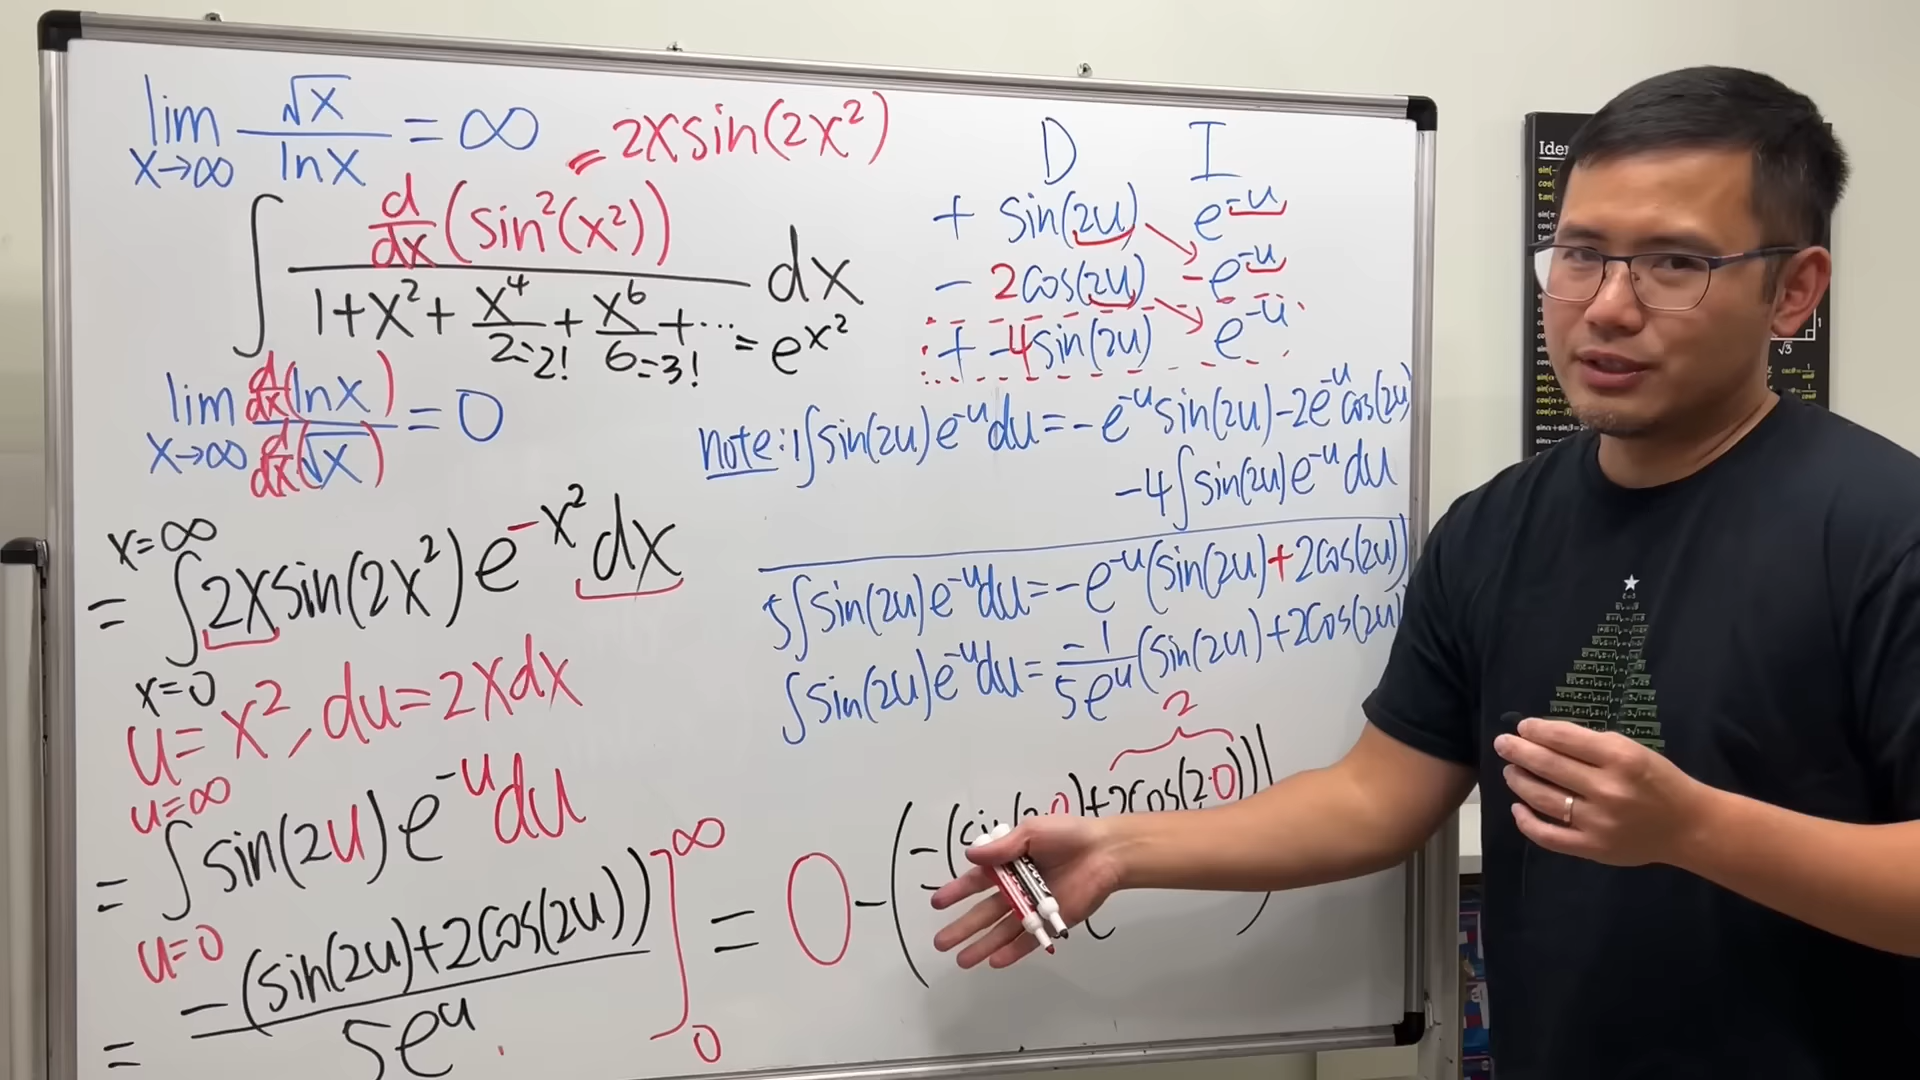 lim x→∞ √x / ln x = ∞
= 2x sin(2x²)
∫ d/dx (sin²(x²)) / 1+x²+ x⁴/2=2! + x⁶/6=3! +⋯ = e^x² dx
lim x→∞ d/dx(ln x) / d/dx(√x) = 0
x=∞
= ∫ 2x sin(2x²) e^-x² dx
x=0
u = x², du = 2x dx
u=∞
= ∫ sin(2u) e^-u du
u=0
= -(sin(2u)+2cos(2u)) / 5e^u ]₀^∞ = 0 - (
D I
+ sin(2u) e^-u
- 2cos(2u) -e^-u
+ -4sin(2u) e^-u
note: 1∫sin(2u)e^-u du = -e^-u sin(2u) - 2e^-u cos(2u)
-4∫sin(2u)e^-u du
5∫sin(2u)e^-u du = -e^-u (sin(2u)+2cos(2u))
∫sin(2u)e^-u du = -1/5e^u (sin(2u)+2cos(2u)
2
+2cos(2·0)))
√3